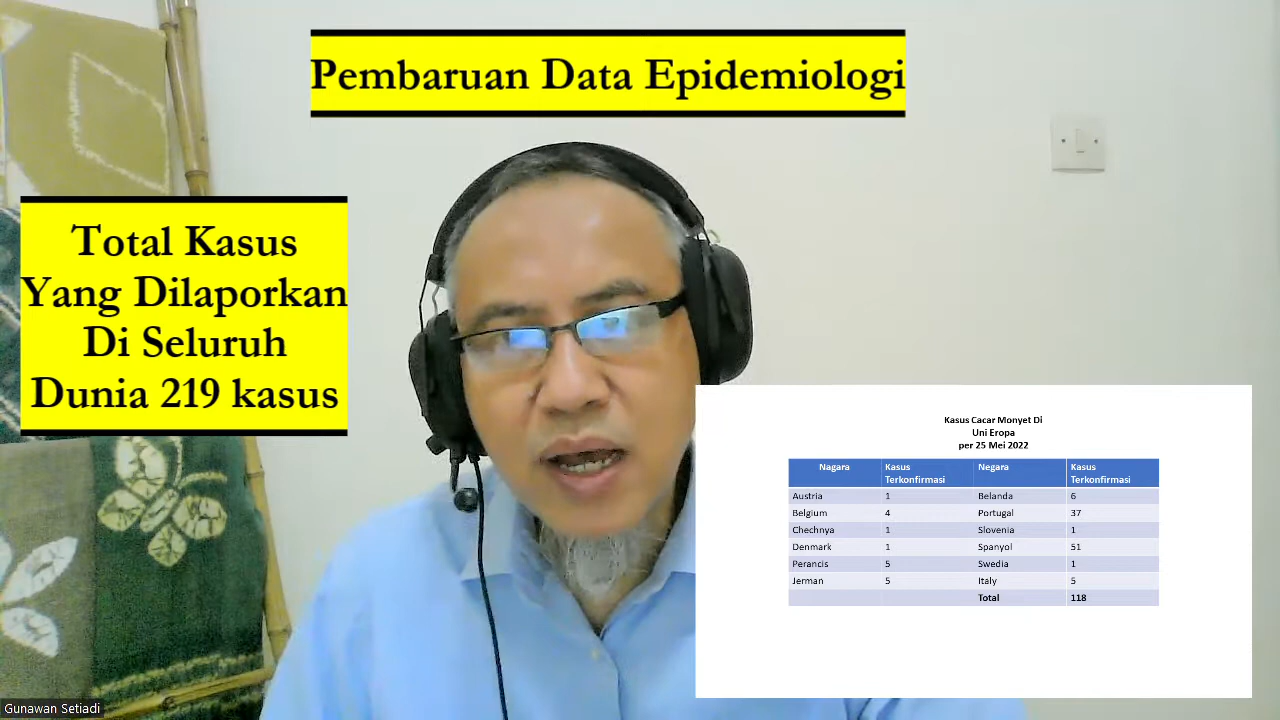 Pembaruan Data Epidemiologi
Total Kasus
Yang Dilaporkan
Di Seluruh
Dunia 219 kasus
Kasus Cacar Monyet Di
Uni Eropa
per 25 Mei 2022
Nagara Kasus Terkonfirmasi Negara Kasus Terkonfirmasi
Austria 1 Belanda 6
Belgium 4 Portugal 37
Chechnya 1 Slovenia 1
Denmark 1 Spanyol 51
Perancis 5 Swedia 1
Jerman 5 Italy 5
Total 118
Gunawan Setiadi